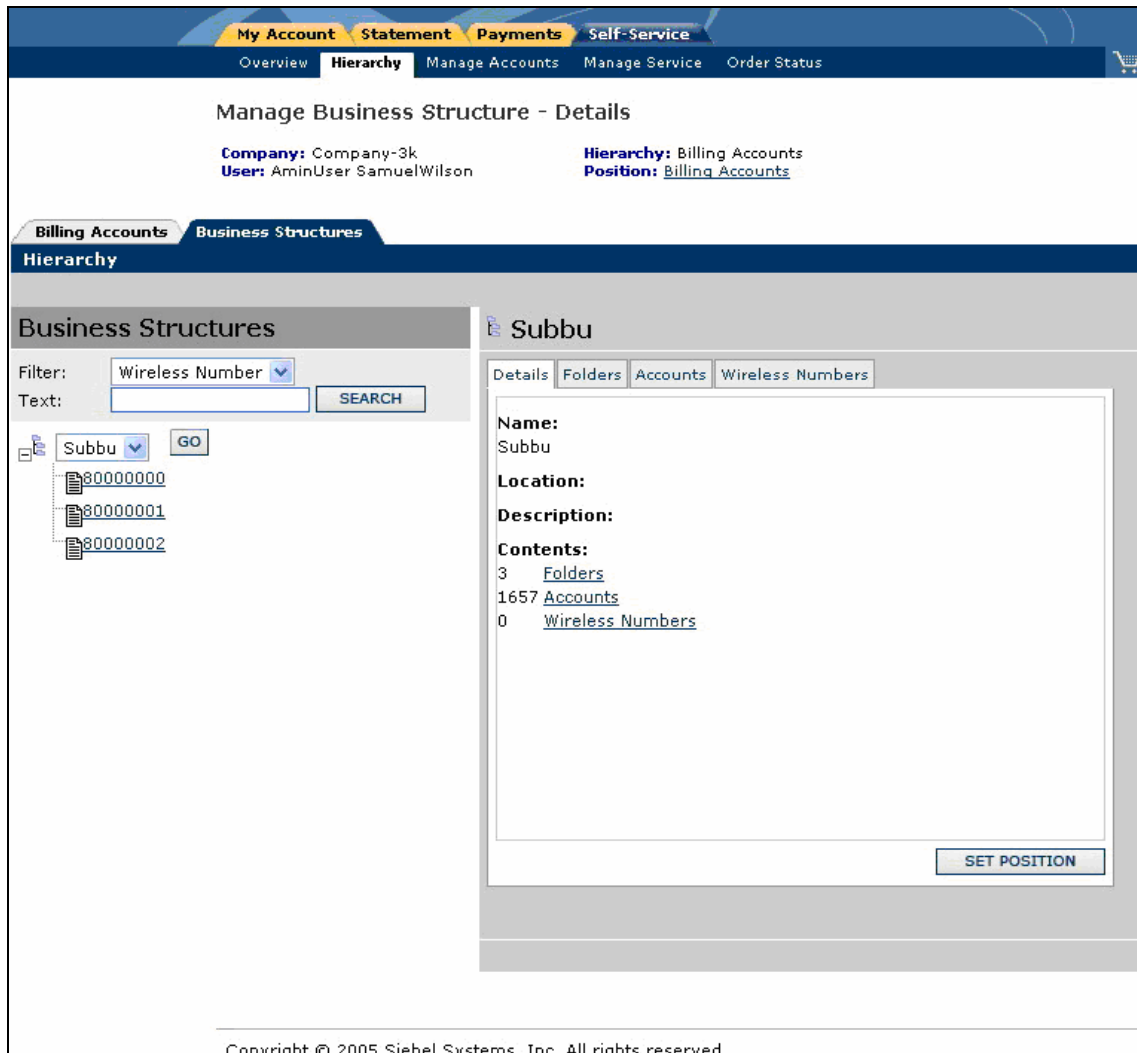 My Account Statement Payments Self-Service
Overview Hierarchy Manage Accounts Manage Service Order Status
Manage Business Structure - Details
Company: Company-3k Hierarchy: Billing Accounts
User: AminUser SamuelWilson Position: Billing Accounts
Billing Accounts Business Structures
Hierarchy
Business Structures
Filter: Wireless Number
Text: SEARCH
Subbu GO
80000000
80000001
80000002
Subbu
Details Folders Accounts Wireless Numbers
Name:
Subbu
Location:
Description:
Contents:
3 Folders
1657 Accounts
0 Wireless Numbers
SET POSITION
Copyright © 2005 Siebel Systems, Inc. All rights reserved